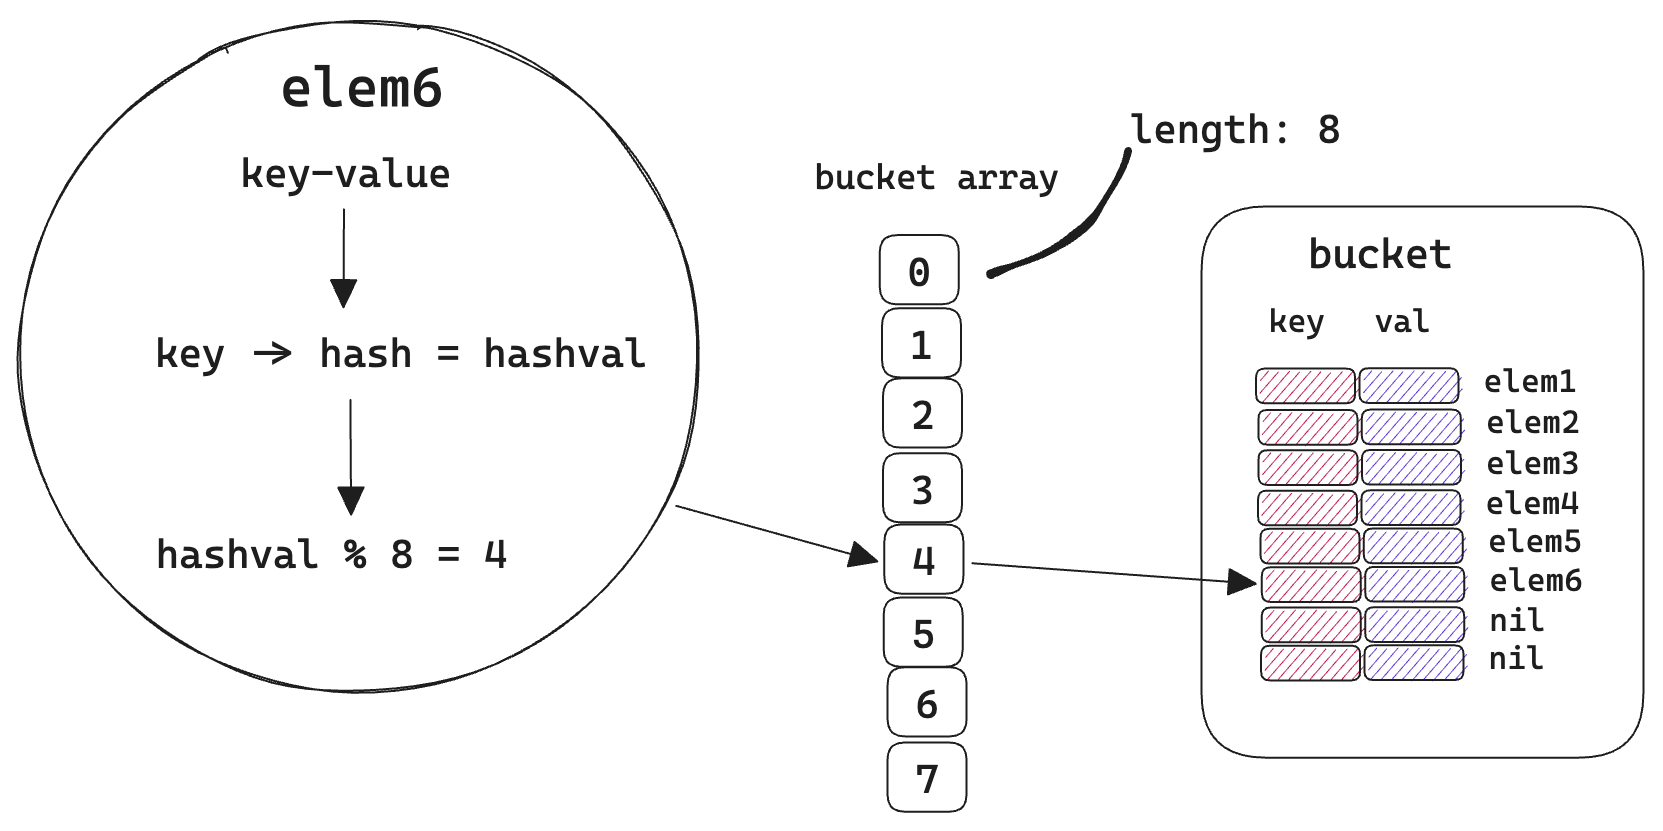 elem6
key-value
key -> hash = hashval
hashval % 8 = 4
bucket array
length: 8
0
1
2
3
4
5
6
7
bucket
key val
elem1
elem2
elem3
elem4
elem5
elem6
nil
nil